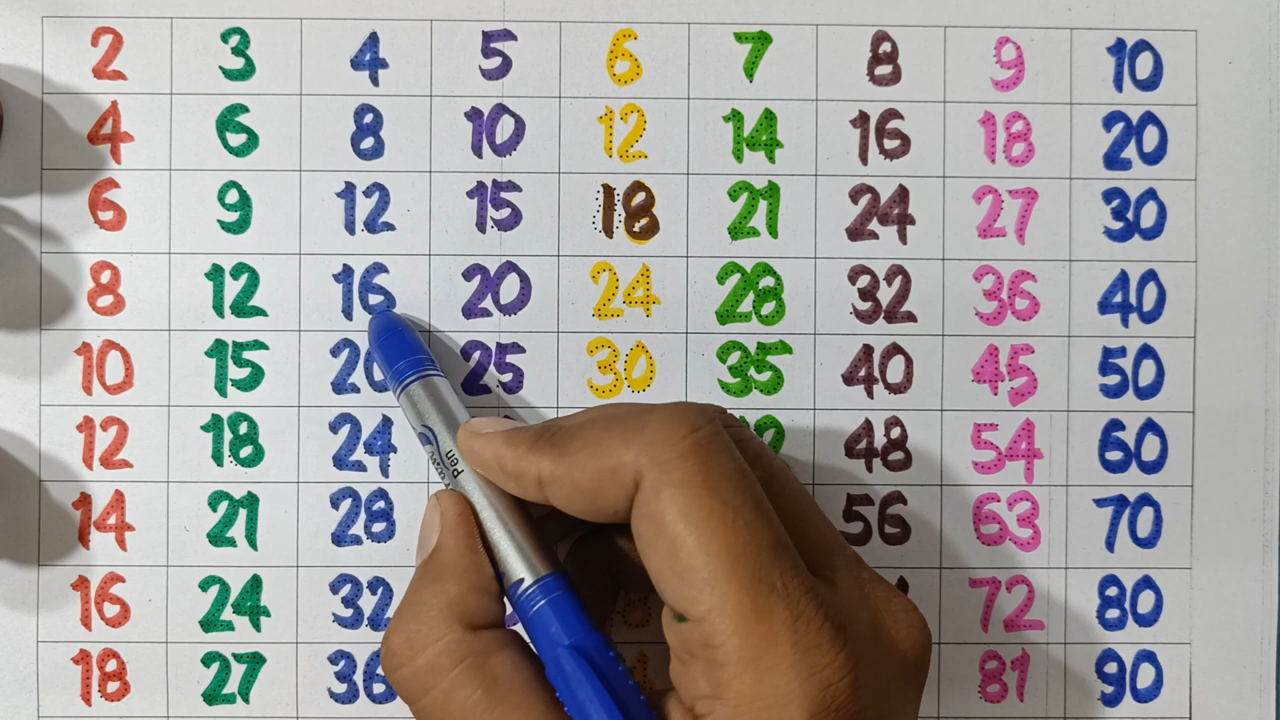 2 3 4 5 6 7 8 9 10
4 6 8 10 12 14 16 18 20
6 9 12 15 18 21 24 27 30
8 12 16 20 24 28 32 36 40
10 15 20 25 30 35 40 45 50
12 18 24 48 54 60
14 21 28 56 63 70
16 24 32 72 80
18 27 36 81 90
Pen